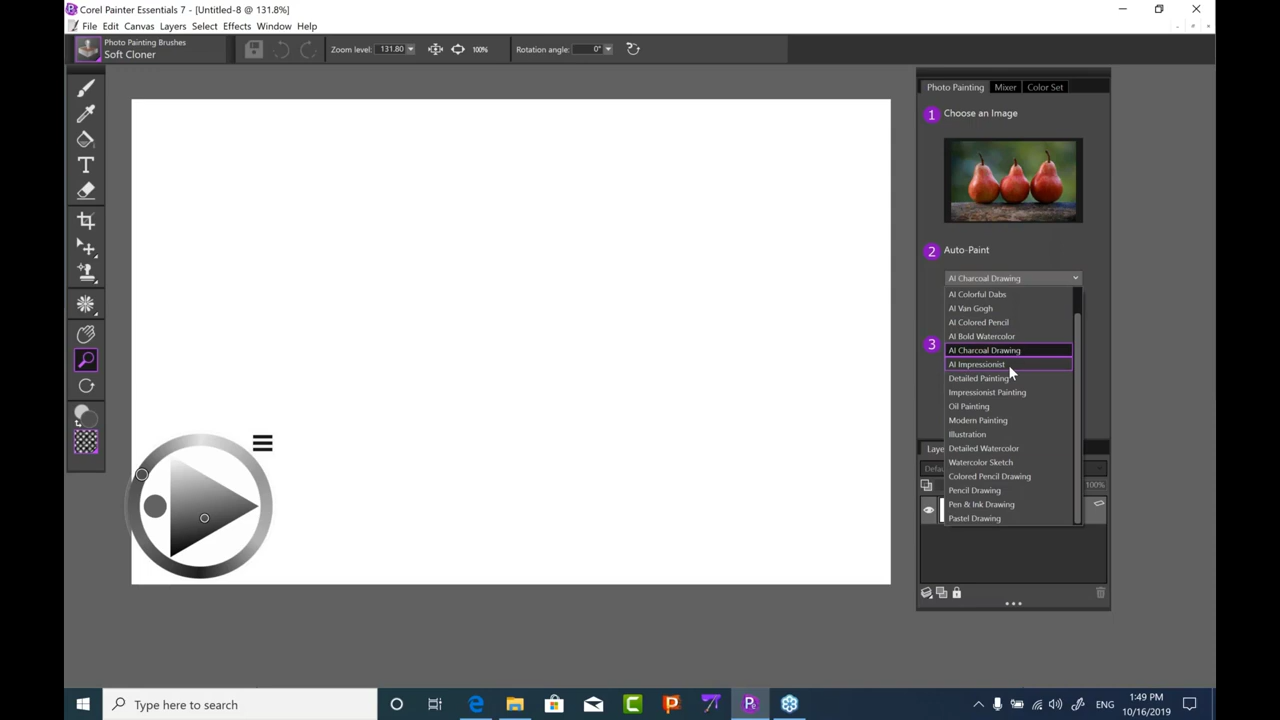 Corel Painter Essentials 7 - [Untitled-8 @ 131.8%]
File Edit Canvas Layers Select Effects Window Help
Photo Painting Brushes
Soft Cloner
Zoom level: 131.80 100% Rotation angle: 0°
Photo Painting Mixer Color Set
1 Choose an Image
2 Auto-Paint
AI Charcoal Drawing
AI Colorful Dabs
AI Van Gogh
AI Colored Pencil
AI Bold Watercolor
3
AI Charcoal Drawing
AI Impressionist
Detailed Painting
Impressionist Painting
Oil Painting
Modern Painting
Illustration
Detailed Watercolor
Watercolor Sketch
Colored Pencil Drawing
Pencil Drawing
Pen & Ink Drawing
Pastel Drawing
Laye
Defa
100%
T
Type here to search
ENG
1:49 PM
10/16/2019